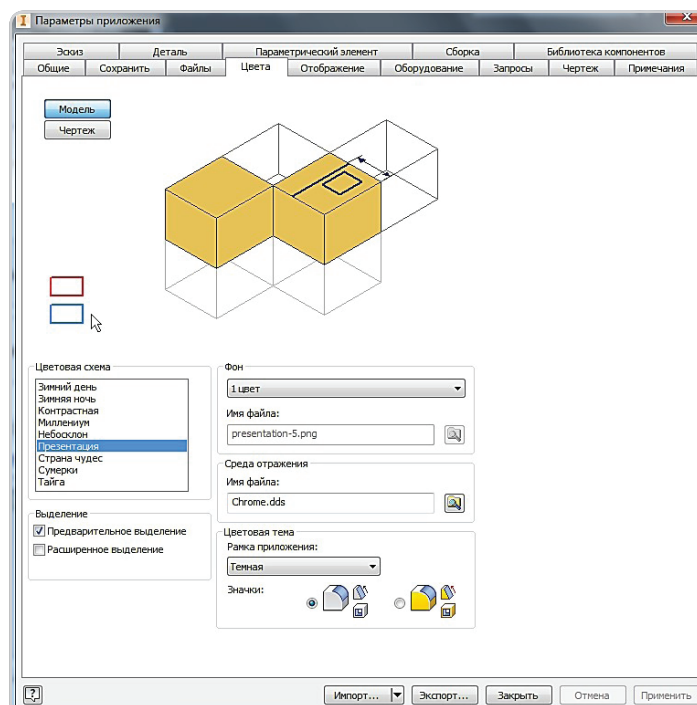 Параметры приложения
Эскиз Деталь Параметрический элемент Сборка Библиотека компонентов
Общие Сохранить Файлы Цвета Отображение Оборудование Запросы Чертеж Примечания
Модель
Чертеж
Цветовая схема
Зимний день
Зимняя ночь
Контрастная
Миллениум
Небосклон
Презентация
Страна чудес
Сумерки
Тайга
Выделение
Предварительное выделение
Расширенное выделение
Фон
1 цвет
Имя файла:
presentation-5.png
Среда отражения
Имя файла:
Chrome.dds
Цветовая тема
Рамка приложения:
Темная
Значки:
? Импорт... Экспорт... Закрыть Отмена Применить